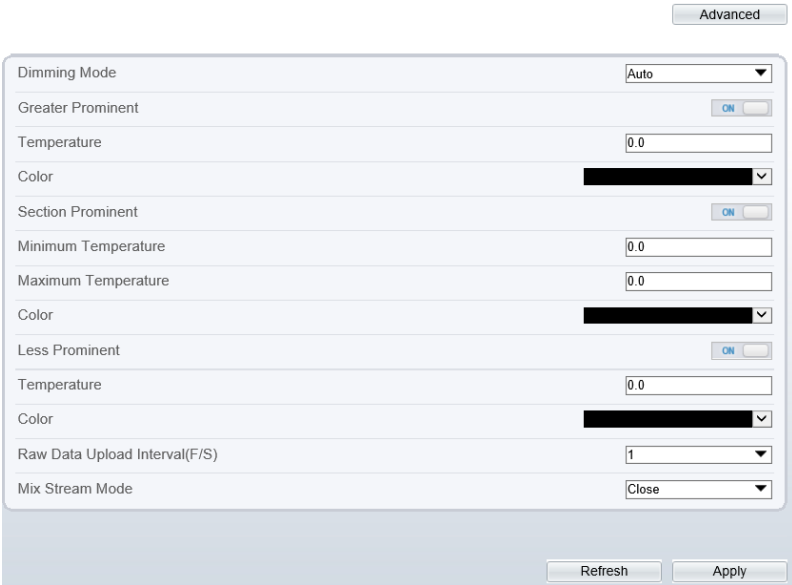 Advanced
Dimming Mode Auto
Greater Prominent ON
Temperature 0.0
Color
Section Prominent ON
Minimum Temperature 0.0
Maximum Temperature 0.0
Color
Less Prominent ON
Temperature 0.0
Color
Raw Data Upload Interval(F/S) 1
Mix Stream Mode Close
Refresh Apply